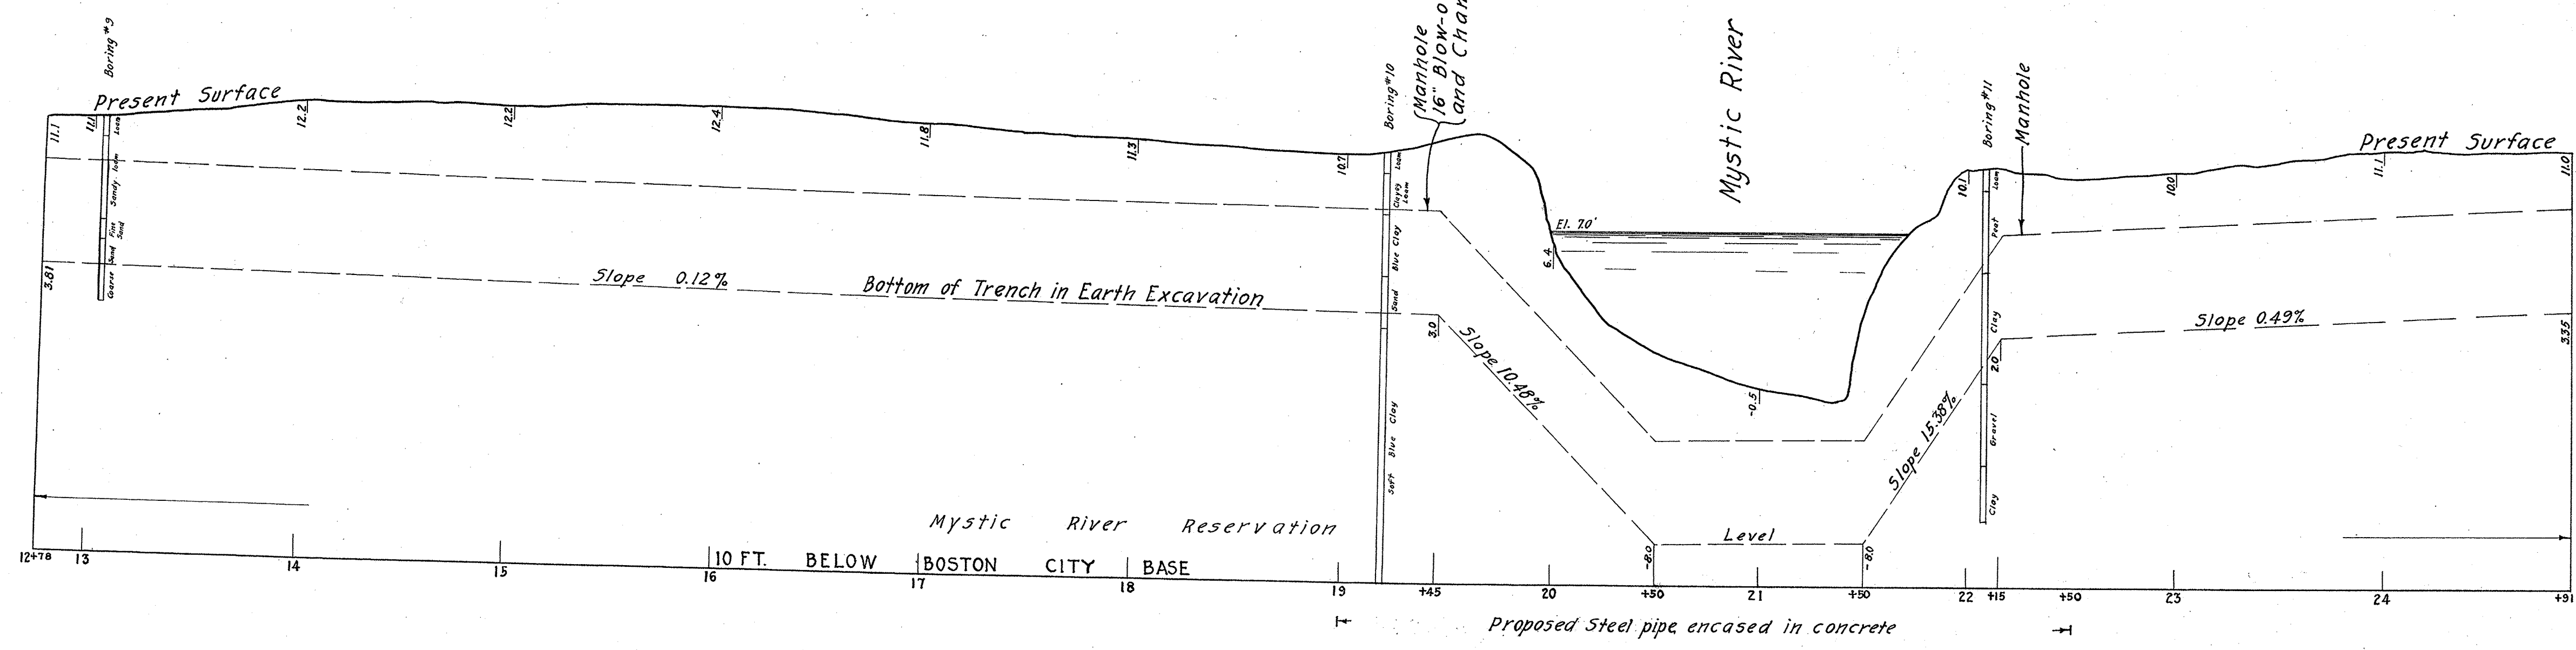 Boring #9
Present Surface
11.1
11.1
12.2
12.2
12.4
11.8
11.3
10.7
Loam
Sandy loam
Fine Sand
Coarse Sand
3.81
Slope 0.12%
Bottom of Trench in Earth Excavation
Boring #10
Loam
Clayey Loam
Blue Clay
Sand
Soft Blue Clay
Manhole
16" Blow-o
and Chan
3.0
Slope 10.48%
Mystic River
El. 7.0'
6.4
-0.5
Boring #11
Manhole
10.1
Loam
Peat
Clay
Gravel
Clay
2.0
Slope 15.38%
10.0
11.1
Present Surface
11.0
Slope 0.49%
3.35
Level
-8.0
-8.0
Mystic River Reservation
10 FT. BELOW BOSTON CITY BASE
12+78 13 14 15 16 17 18 19 +45 20 +50 21 +50 22 +15 +50 23 24 +91
Proposed Steel pipe encased in concrete